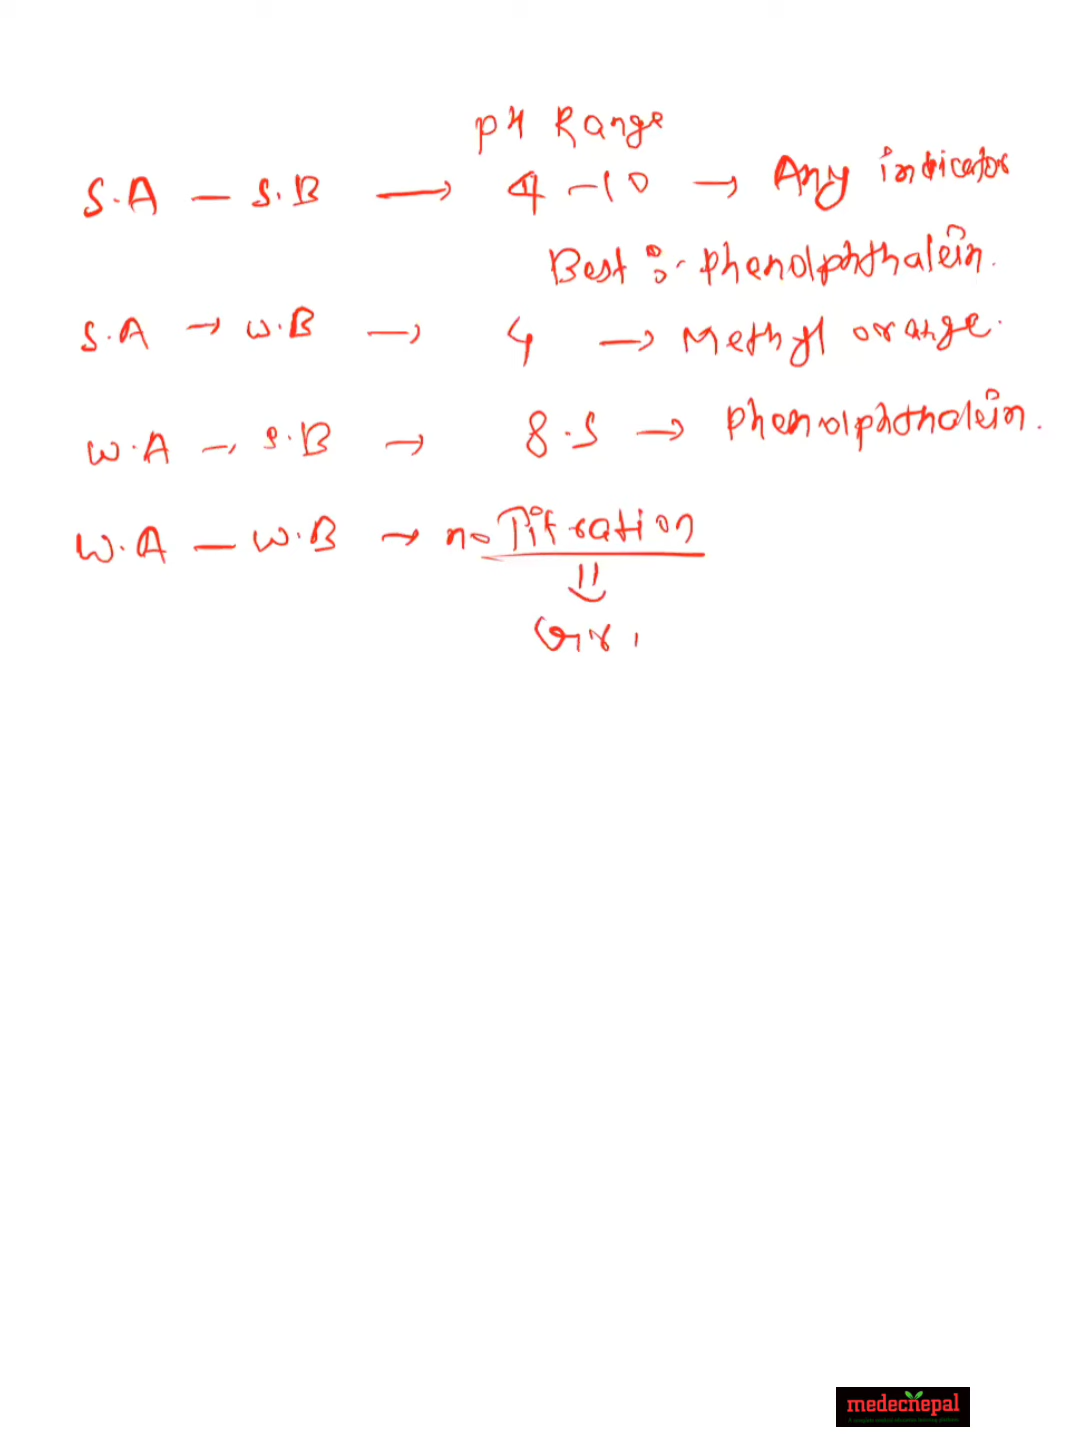 pH Range
S.A — S.B → 4 – 10 → Any indicator
Best :- phenolphthalein.
S.A → W.B → 4 → Methyl orange.
W.A → S.B → 8.5 → phenolphthalein.
W.A — W.B → no Titration
medecnepal